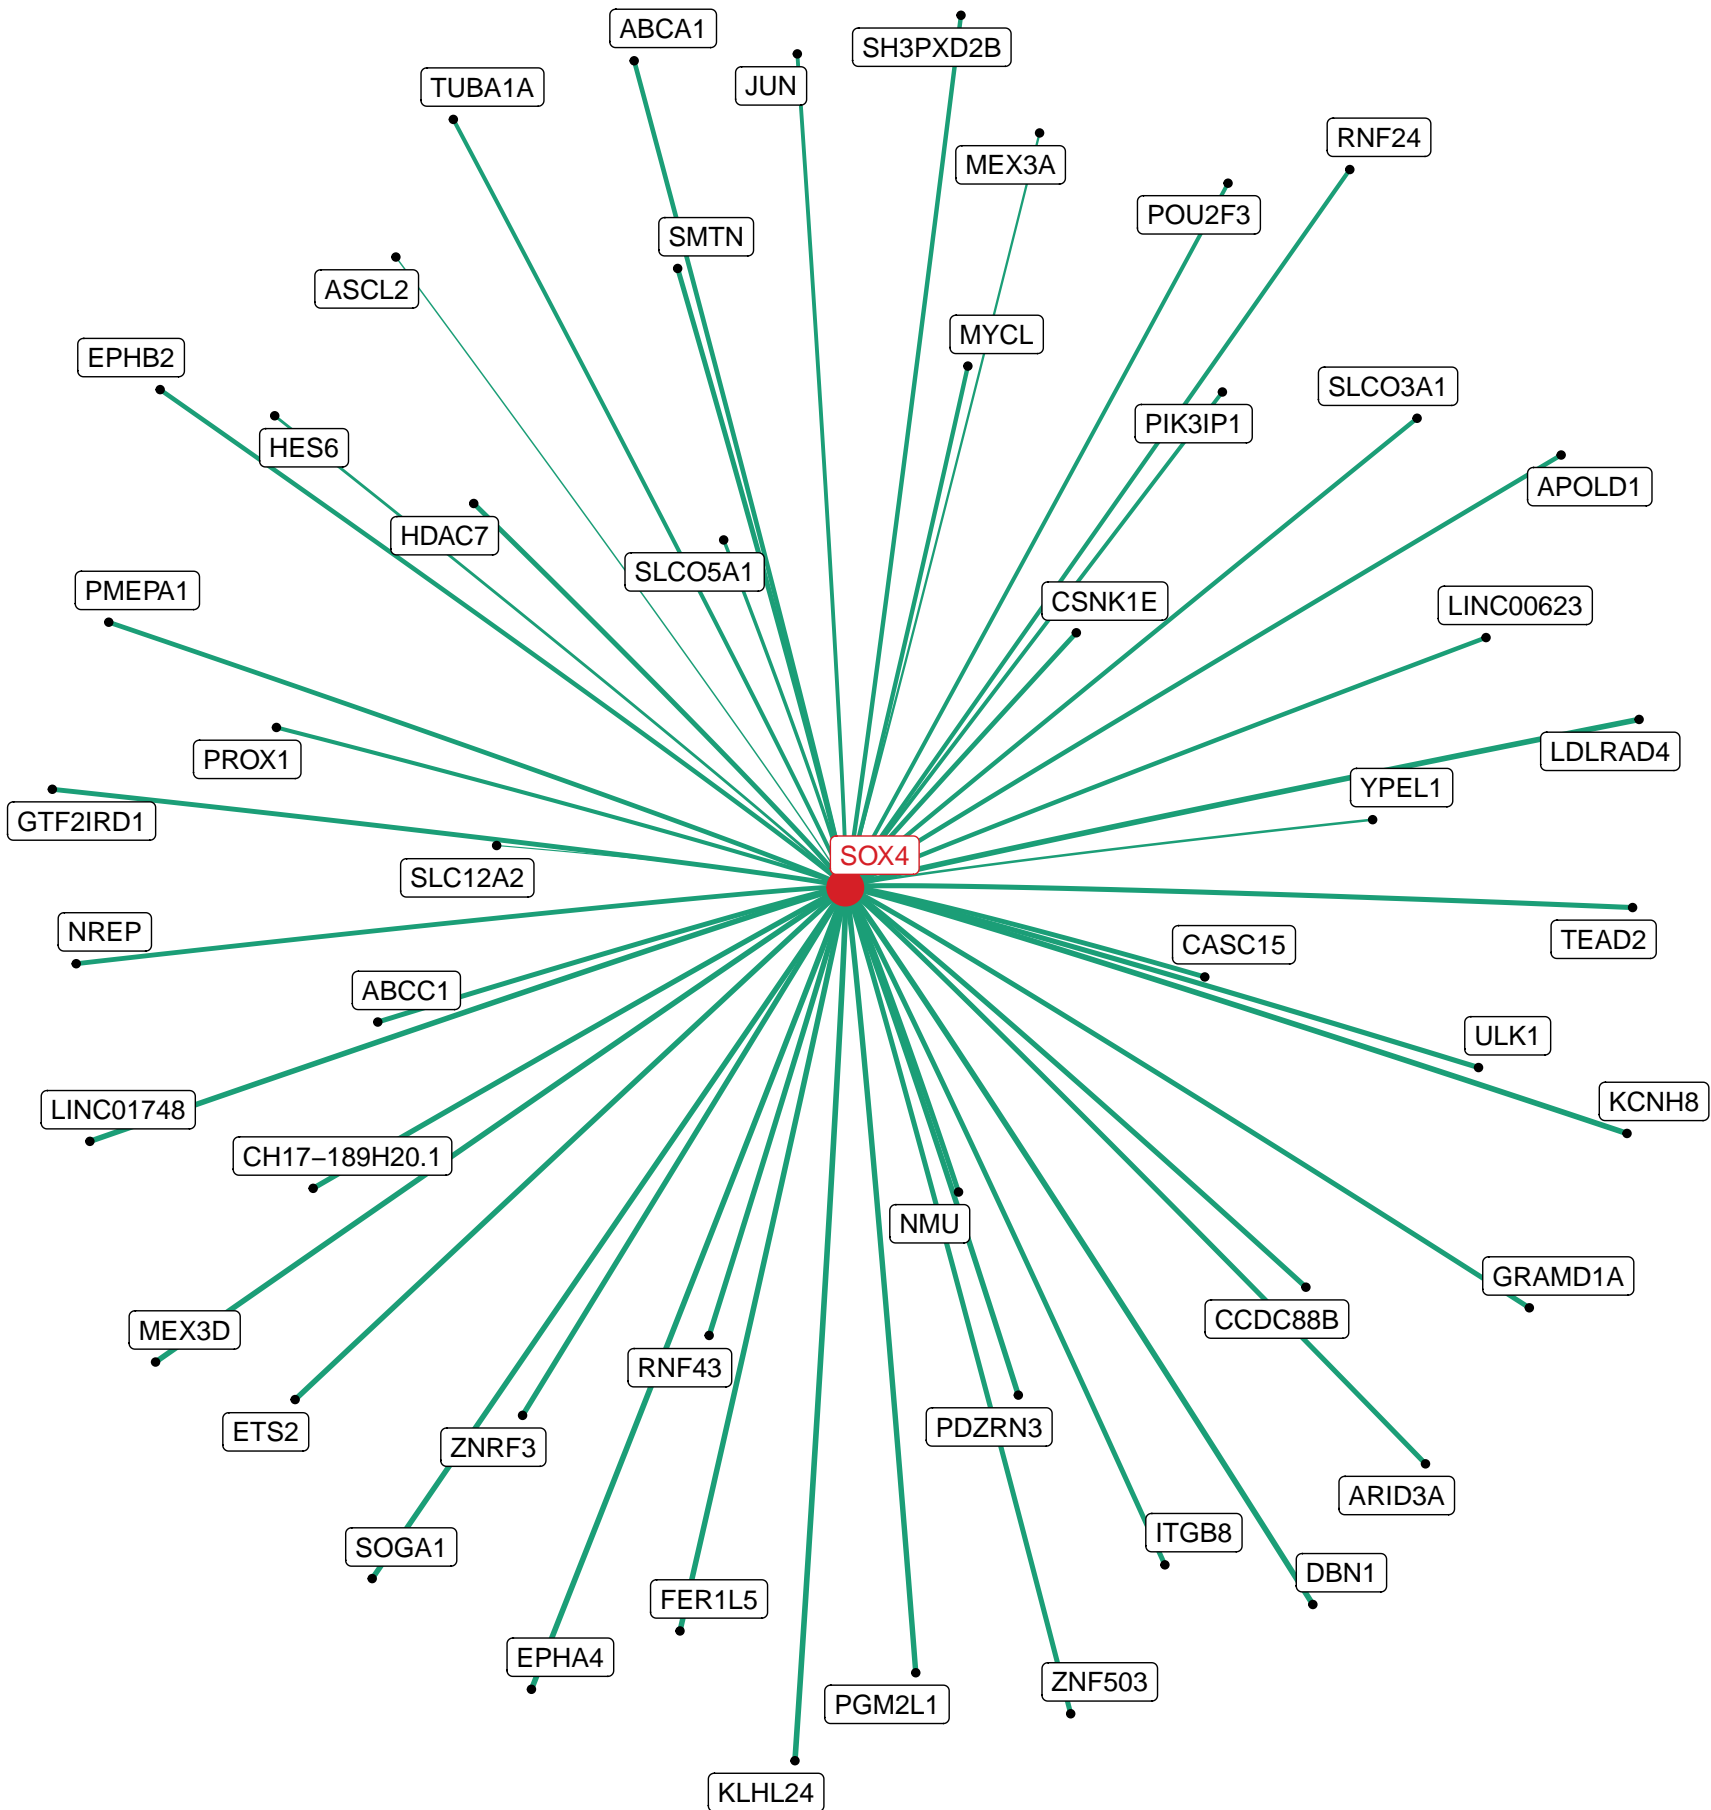 ABCA1
SH3PXD2B
TUBA1A
JUN
RNF24
MEX3A
POU2F3
SMTN
ASCL2
MYCL
EPHB2
SLCO3A1
PIK3IP1
HES6
APOLD1
HDAC7
SLCO5A1
PMEPA1
CSNK1E
LINC00623
PROX1
LDLRAD4
YPEL1
GTF2IRD1
SOX4
SLC12A2
NREP
TEAD2
CASC15
ABCC1
ULK1
KCNH8
LINC01748
CH17–189H20.1
NMU
GRAMD1A
CCDC88B
MEX3D
RNF43
PDZRN3
ETS2
ZNRF3
ARID3A
ITGB8
SOGA1
DBN1
FER1L5
EPHA4
ZNF503
PGM2L1
KLHL24